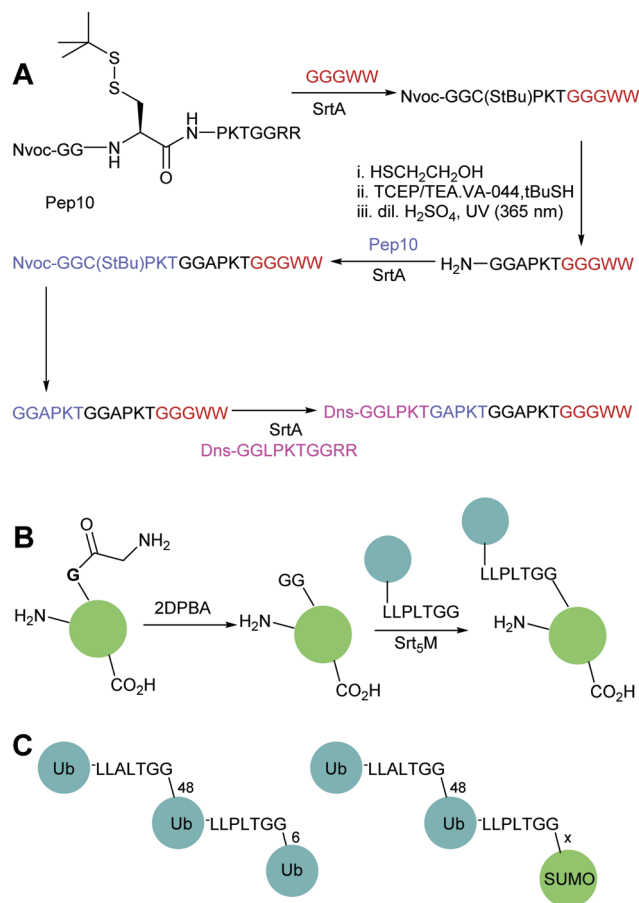 A
S
S
GGGWW
SrtA
Nvoc-GGC(StBu)PKTGGGWW
Nvoc-GG
N
H
O
H
N
PKTGGRR
Pep10
i. HSCH2CH2OH
ii. TCEP/TEA.VA-044,tBuSH
iii. dil. H2SO4, UV (365 nm)
Nvoc-GGC(StBu)PKTGGAPKTGGGWW
Pep10
SrtA
H2N-GGAPKTGGGWW
GGAPKTGGAPKTGGGWW
SrtA
Dns-GGLPKTGGRR
Dns-GGLPKTGAPKTGGAPKTGGGWW
B
O
NH2
G
H2N
CO2H
2DPBA
GG
H2N
CO2H
LLPLTGG
Srt5M
LLPLTGG
H2N
CO2H
C
Ub
-LLALTGG
48
Ub
-LLPLTGG
6
Ub
Ub
-LLALTGG
48
Ub
-LLPLTGG
x
SUMO